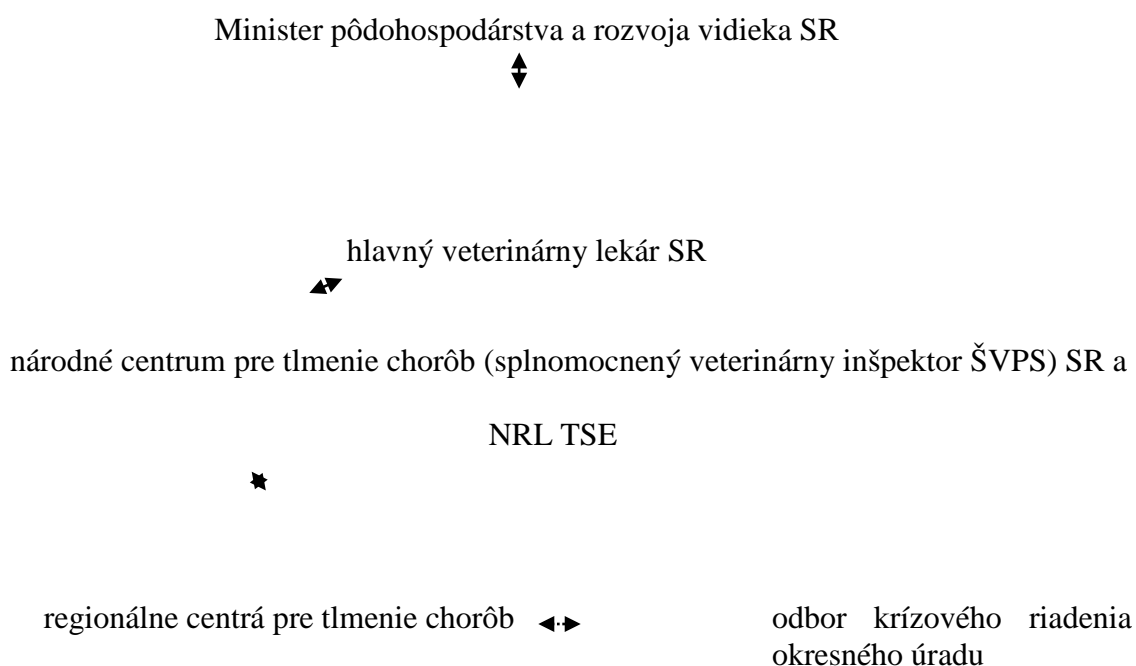 Minister pôdohospodárstva a rozvoja vidieka SR
hlavný veterinárny lekár SR
národné centrum pre tlmenie chorôb (splnomocnený veterinárny inšpektor ŠVPS) SR a
NRL TSE
regionálne centrá pre tlmenie chorôb odbor krízového riadenia
okresného úradu